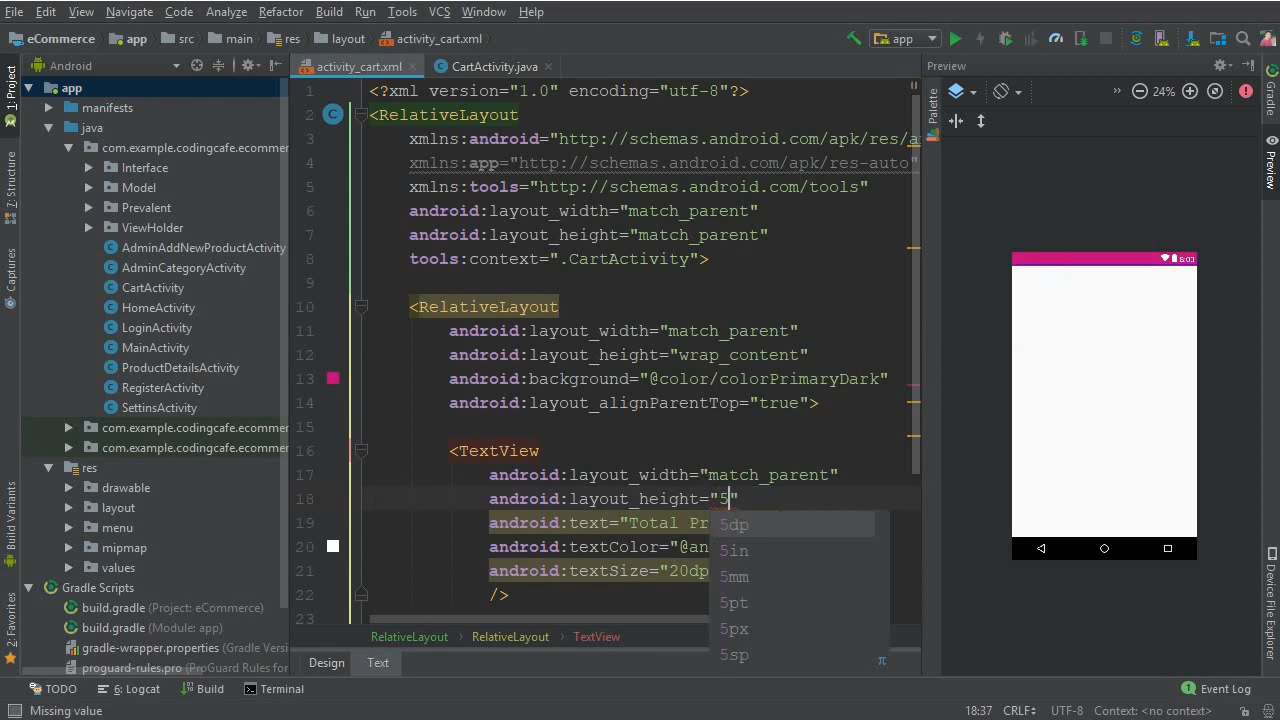 File Edit View Navigate Code Analyze Refactor Build Run Tools VCS Window Help
eCommerce app src main res layout activity_cart.xml app
Android activity_cart.xml CartActivity.java Preview
1: Project
Z: Structure
Captures
Build Variants
2: Favorites
app
manifests
java
com.example.codingcafe.ecomm
Interface
Model
Prevalent
ViewHolder
AdminAddNewProductActivity
AdminCategoryActivity
CartActivity
HomeActivity
LoginActivity
MainActivity
ProductDetailsActivity
RegisterActivity
SettinsActivity
com.example.codingcafe.ecommer
com.example.codingcafe.ecommer
res
drawable
layout
menu
mipmap
values
Gradle Scripts
build.gradle (Project: eCommerce)
build.gradle (Module: app)
gradle-wrapper.properties (Gradle
proguard-rules.pro (ProGuard Rules for
1 <?xml version="1.0" encoding="utf-8"?>
2 <RelativeLayout
3 xmlns:android="http://schemas.android.com/apk/res/a
4 xmlns:app="http://schemas.android.com/apk/res-auto"
5 xmlns:tools="http://schemas.android.com/tools"
6 android:layout_width="match_parent"
7 android:layout_height="match_parent"
8 tools:context=".CartActivity">
9
10 <RelativeLayout
11 android:layout_width="match_parent"
12 android:layout_height="wrap_content"
13 android:background="@color/colorPrimaryDark"
14 android:layout_alignParentTop="true">
15
16 <TextView
17 android:layout_width="match_parent"
18 android:layout_height="5"
19 android:text="Total Pr
20 android:textColor="@an
21 android:textSize="20dp
22 />
23
5dp
5in
5mm
5pt
5px
5sp
π
RelativeLayout RelativeLayout TextView
Design Text
Palette
24%
8:00
Gradle
Preview
Device File Explorer
TODO 6: Logcat Build Terminal 1 Event Log
Missing value 18:37 CRLF UTF-8 Context: <no context>